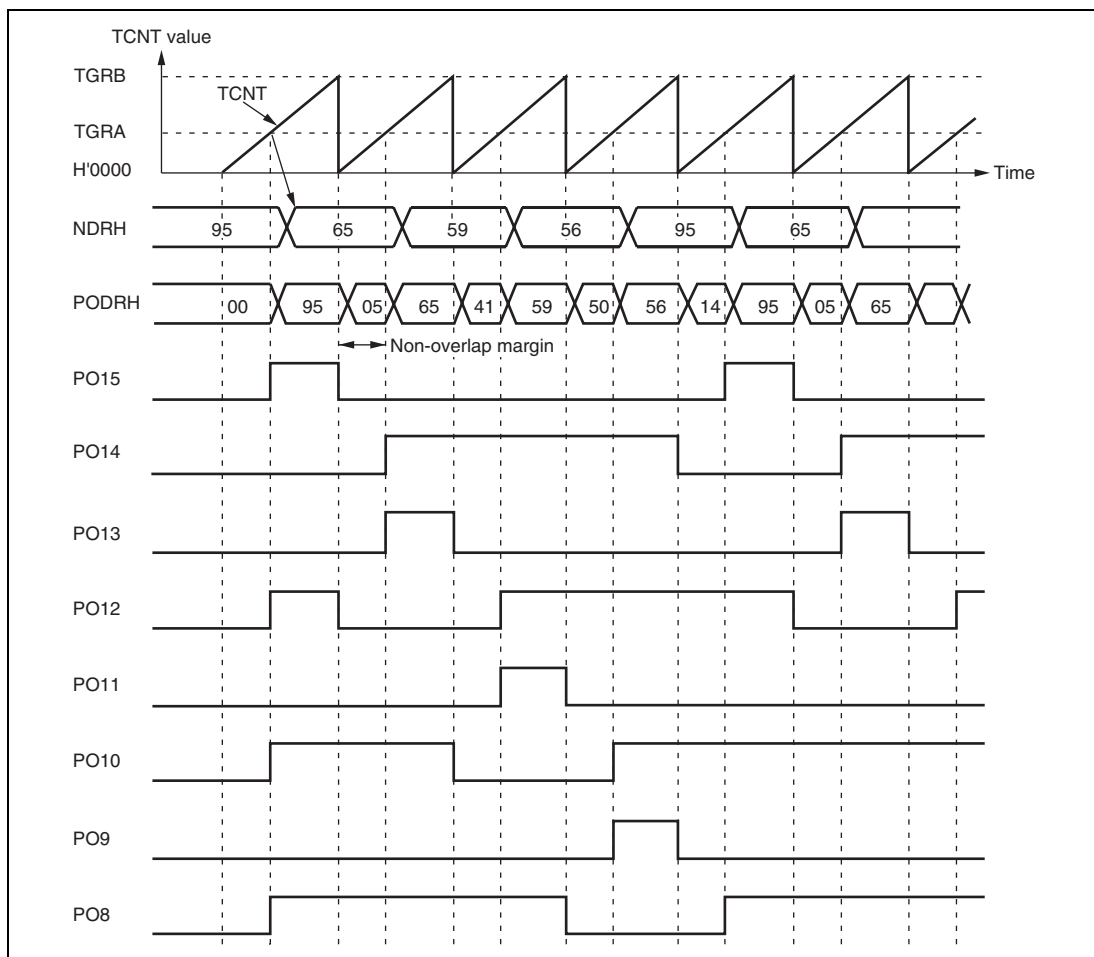 TCNT value
TGRB
TCNT
TGRA
H'0000
Time
NDRH 95 65 59 56 95 65
PODRH 00 95 05 65 41 59 50 56 14 95 05 65
Non-overlap margin
PO15
PO14
PO13
PO12
PO11
PO10
PO9
PO8